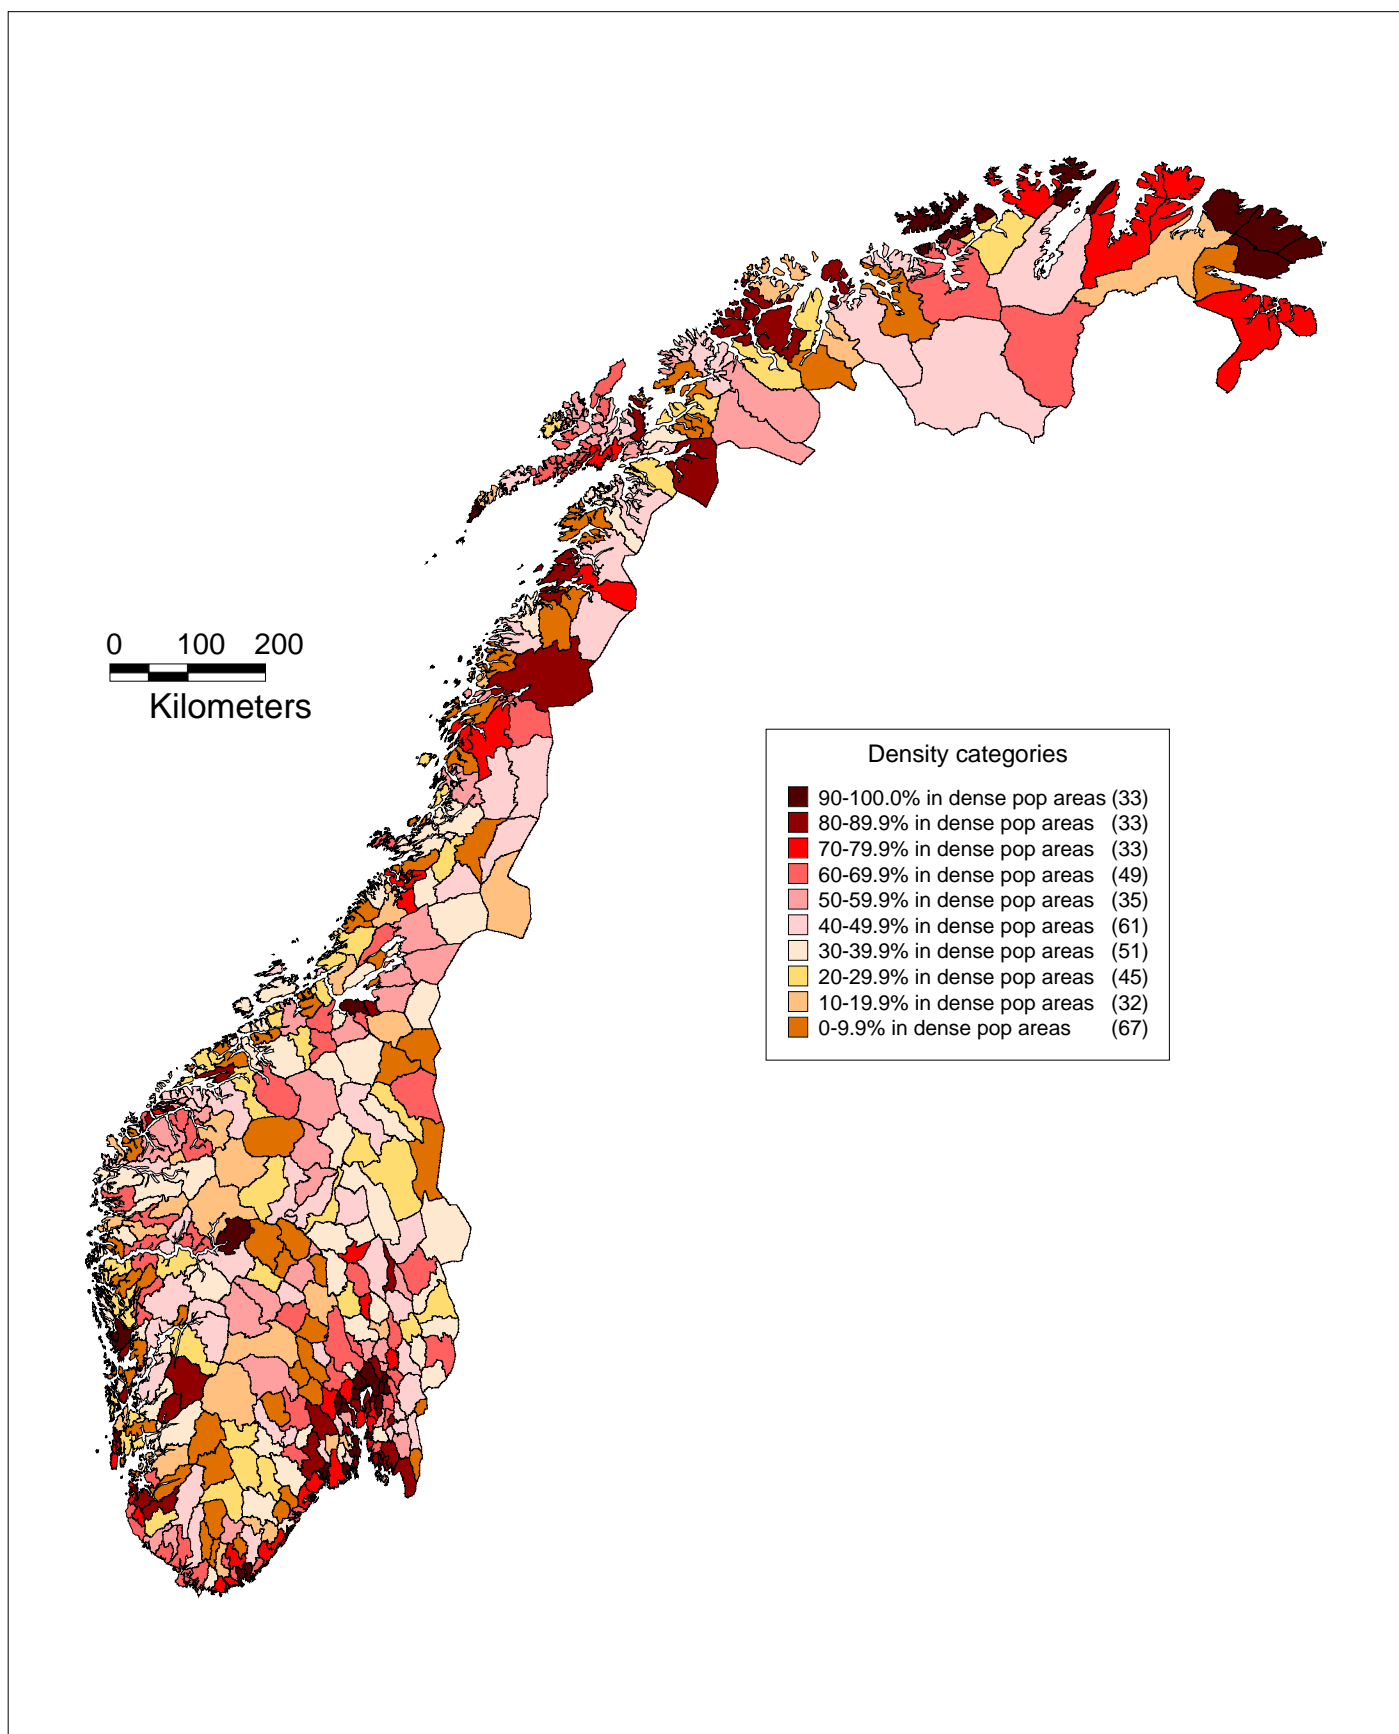 0 100 200
Kilometers
Density categories
90-100.0% in dense pop areas (33)
80-89.9% in dense pop areas (33)
70-79.9% in dense pop areas (33)
60-69.9% in dense pop areas (49)
50-59.9% in dense pop areas (35)
40-49.9% in dense pop areas (61)
30-39.9% in dense pop areas (51)
20-29.9% in dense pop areas (45)
10-19.9% in dense pop areas (32)
0-9.9% in dense pop areas (67)